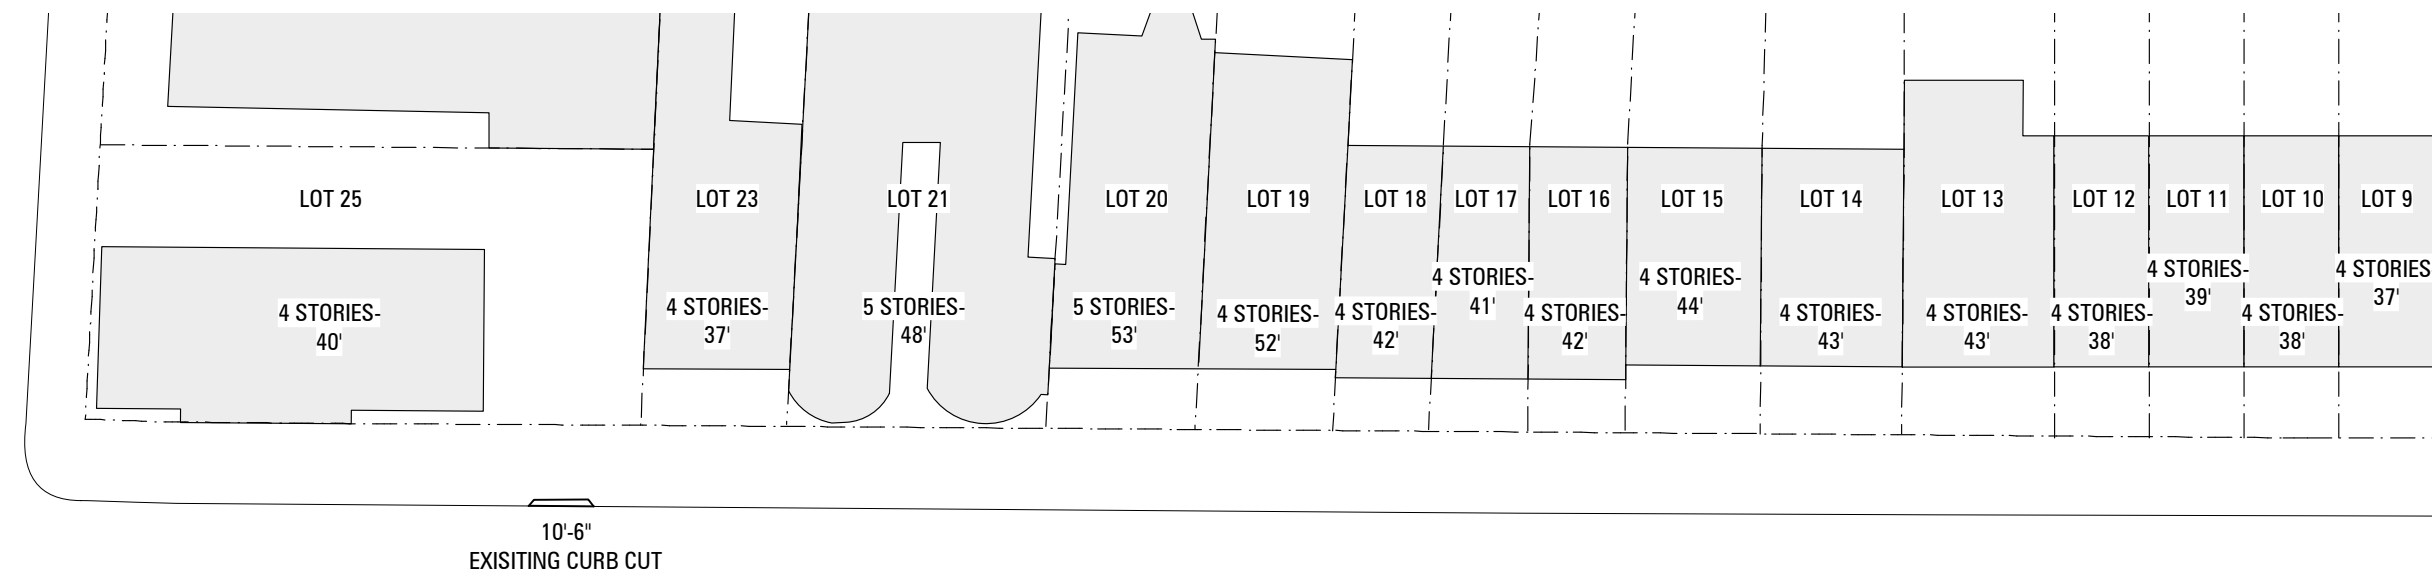 LOT 25
LOT 23
LOT 21
LOT 20
LOT 19
LOT 18
LOT 17
LOT 16
LOT 15
LOT 14
LOT 13
LOT 12
LOT 11
LOT 10
LOT 9
4 STORIES-
40'
4 STORIES-
37'
5 STORIES-
48'
5 STORIES-
53'
4 STORIES-
52'
4 STORIES-
42'
4 STORIES-
41'
4 STORIES-
42'
4 STORIES-
44'
4 STORIES-
43'
4 STORIES-
43'
4 STORIES-
38'
4 STORIES-
39'
4 STORIES-
38'
4 STORIES
37'
10'-6"
EXISITING CURB CUT